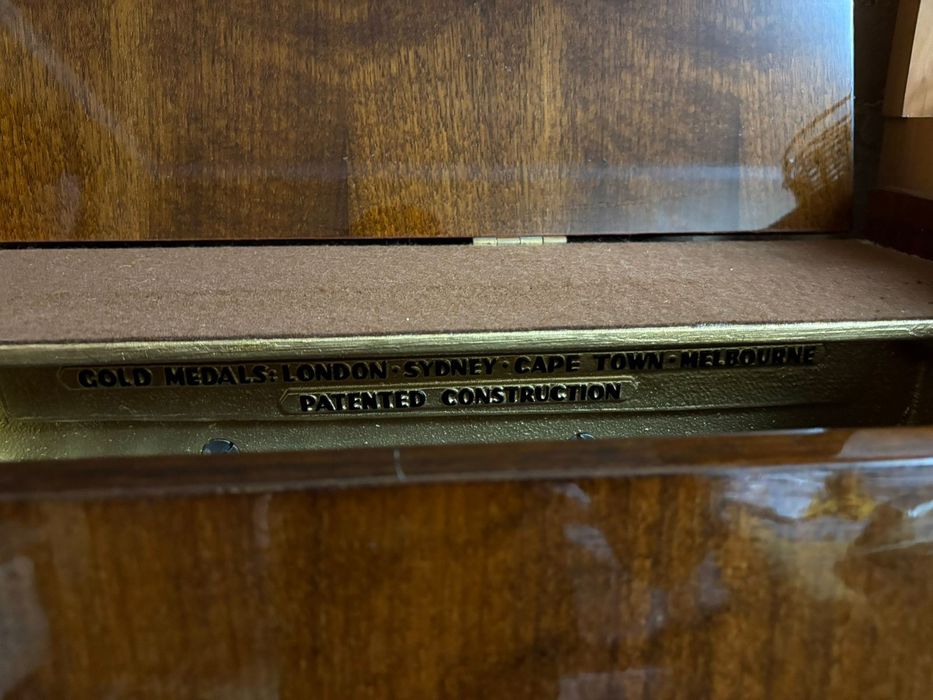 GOLD MEDALS: LONDON · SYDNEY · CAPE TOWN · MELBOURNE
PATENTED CONSTRUCTION